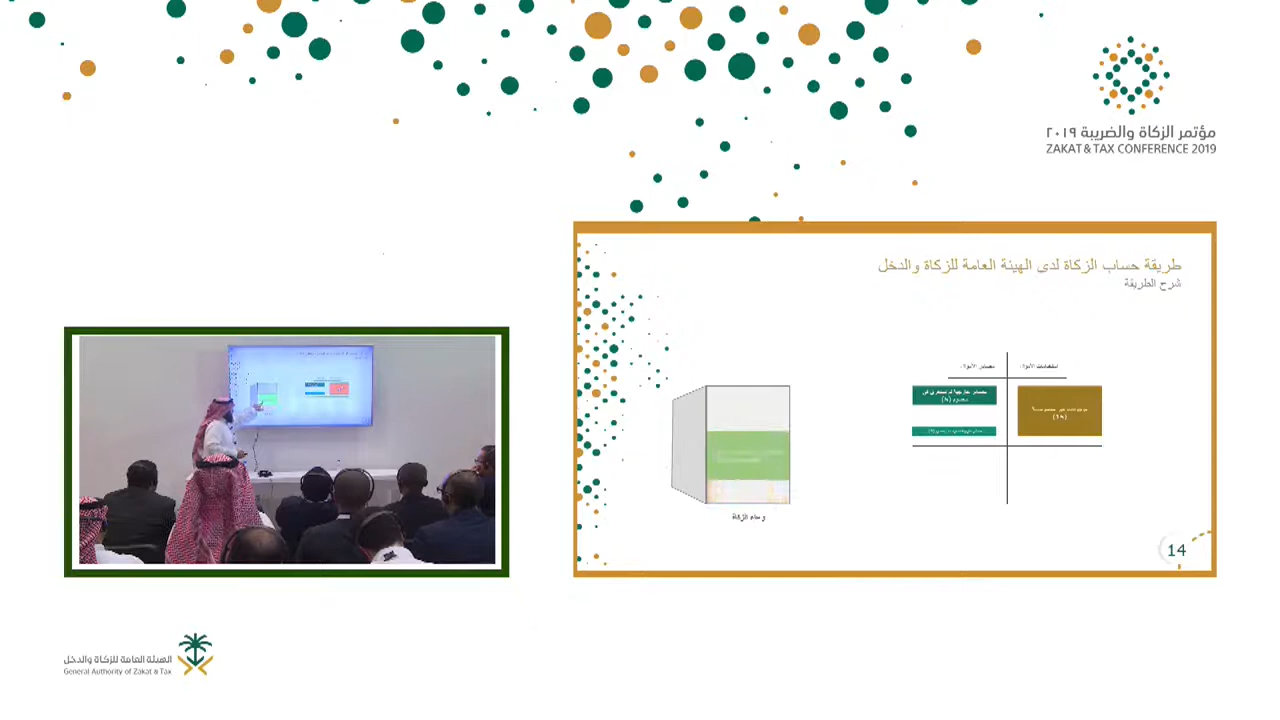 مؤتمر الزكاة والضريبة ٢٠١٩
ZAKAT & TAX CONFERENCE 2019
طريقة حساب الزكاة لدى الهيئة العامة للزكاة والدخل
شرح الطريقة
وعاء الزكاة
14
الهيئة العامة للزكاة والدخل
General Authority of Zakat & Tax